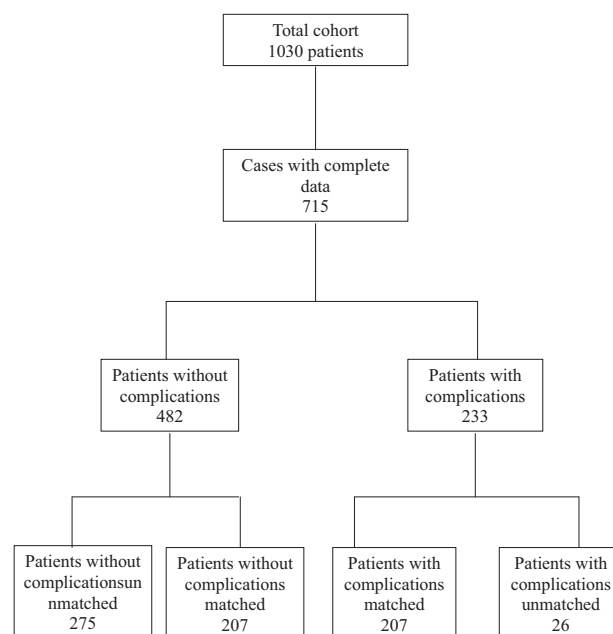 Total cohort
1030 patients
Cases with complete
data
715
Patients without
complications
482
Patients with
complications
233
Patients without
complicationsun
nmatched
275
Patients without
complications
matched
207
Patients with
complications
matched
207
Patients with
complications
unmatched
26